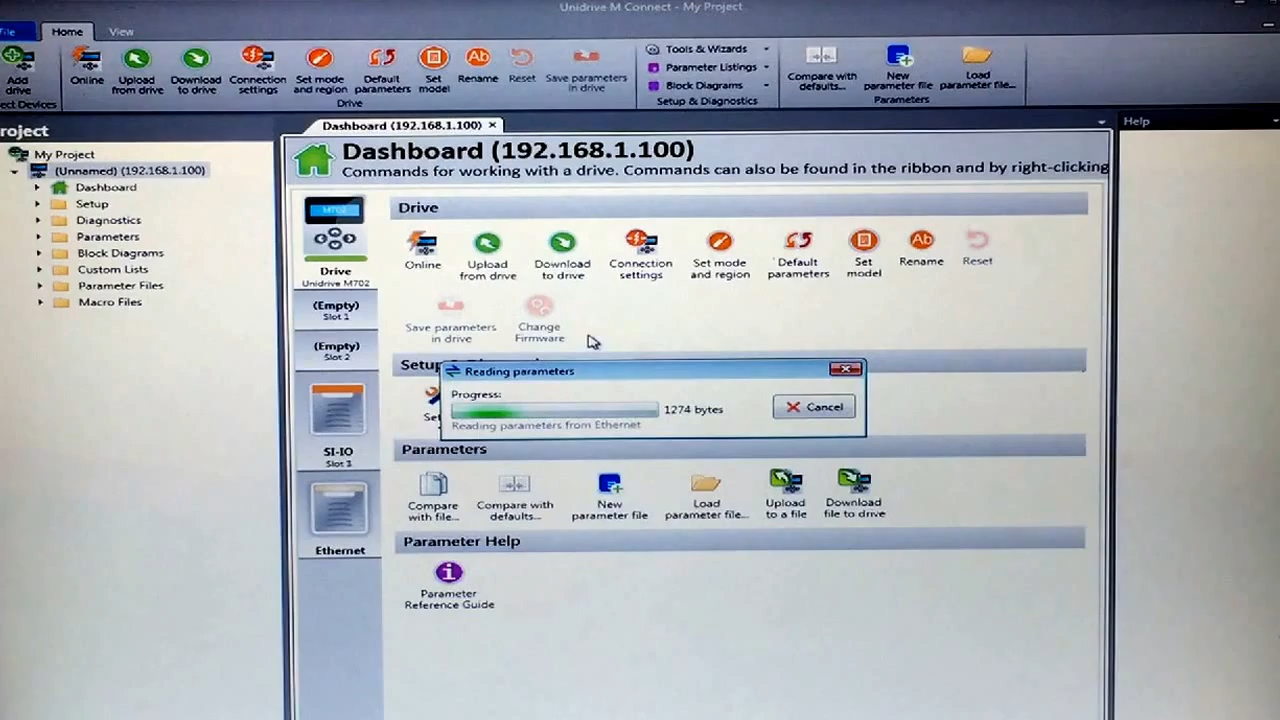 Unidrive M Connect - My Project
File
Home
View
Add drive
Online
Upload from drive
Download to drive
Connection settings
Set mode and region
Default parameters
Set model
Rename
Reset
Save parameters in drive
Drive
Tools & Wizards
Parameter Listings
Block Diagrams
Setup & Diagnostics
Compare with defaults...
New parameter file
Load parameter file...
Parameters
ect Devices
roject
My Project
(Unnamed) (192.168.1.100)
Dashboard
Setup
Diagnostics
Parameters
Block Diagrams
Custom Lists
Parameter Files
Macro Files
Dashboard (192.168.1.100)
Help
Dashboard (192.168.1.100)
Commands for working with a drive. Commands can also be found in the ribbon and by right-clicking
M702
Drive
Unidrive M702
(Empty)
Slot 1
(Empty)
Slot 2
SI-IO
Slot 3
Ethernet
Drive
Online
Upload from drive
Download to drive
Connection settings
Set mode and region
Default parameters
Set model
Rename
Reset
Save parameters in drive
Change Firmware
Setup
Set
Reading parameters
Progress:
1274 bytes
Cancel
Reading parameters from Ethernet
Parameters
Compare with file...
Compare with defaults...
New parameter file
Load parameter file...
Upload to a file
Download file to drive
Parameter Help
Parameter Reference Guide